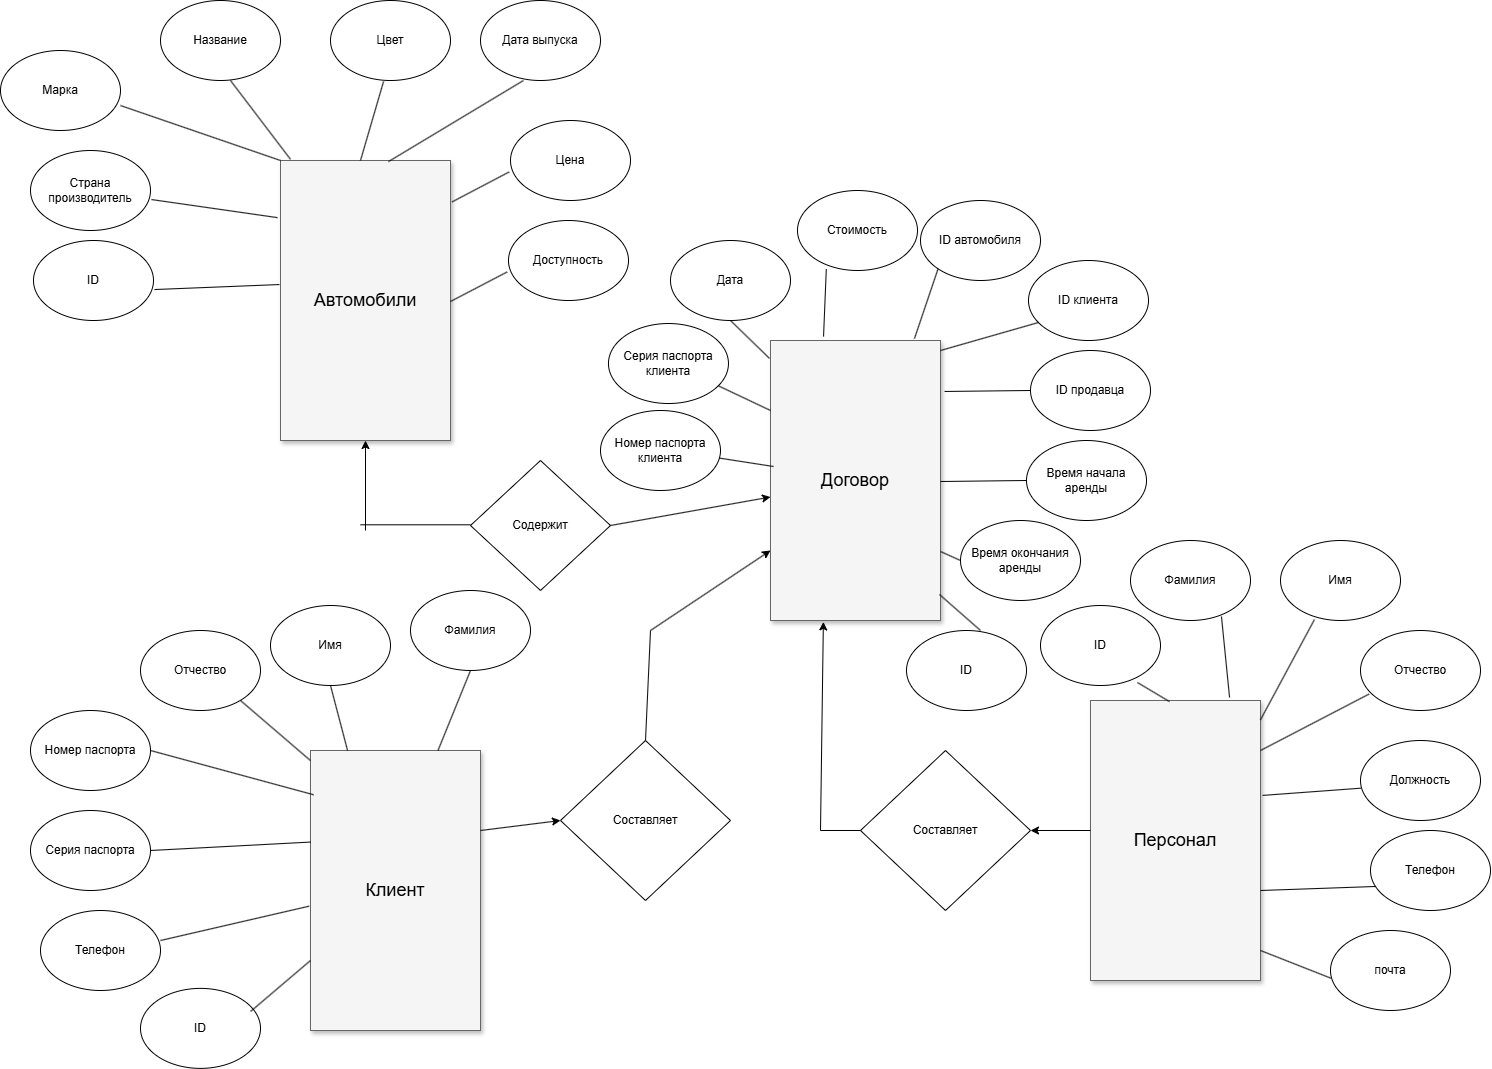 Название
Цвет
Дата выпуска
Марка
Цена
Страна
производитель
ID
Доступность
Автомобили
Стоимость
ID автомобиля
Дата
ID клиента
Серия паспорта
клиента
ID продавца
Номер паспорта
клиента
Договор
Время начала
аренды
Содержит
Время окончания
аренды
ID
Фамилия
Имя
Отчество
ID
Фамилия
Имя
Отчество
Номер паспорта
Серия паспорта
Телефон
ID
Клиент
Составляет
Составляет
Персонал
Должность
Телефон
почта